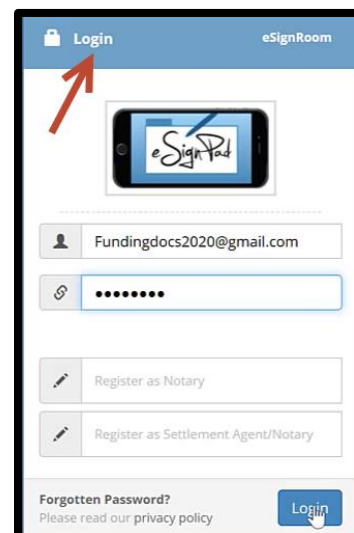 Login eSignRoom
eSignPad
Fundingdocs2020@gmail.com
••••••••
Register as Notary
Register as Settlement Agent/Notary
Forgotten Password?
Please read our privacy policy
Login